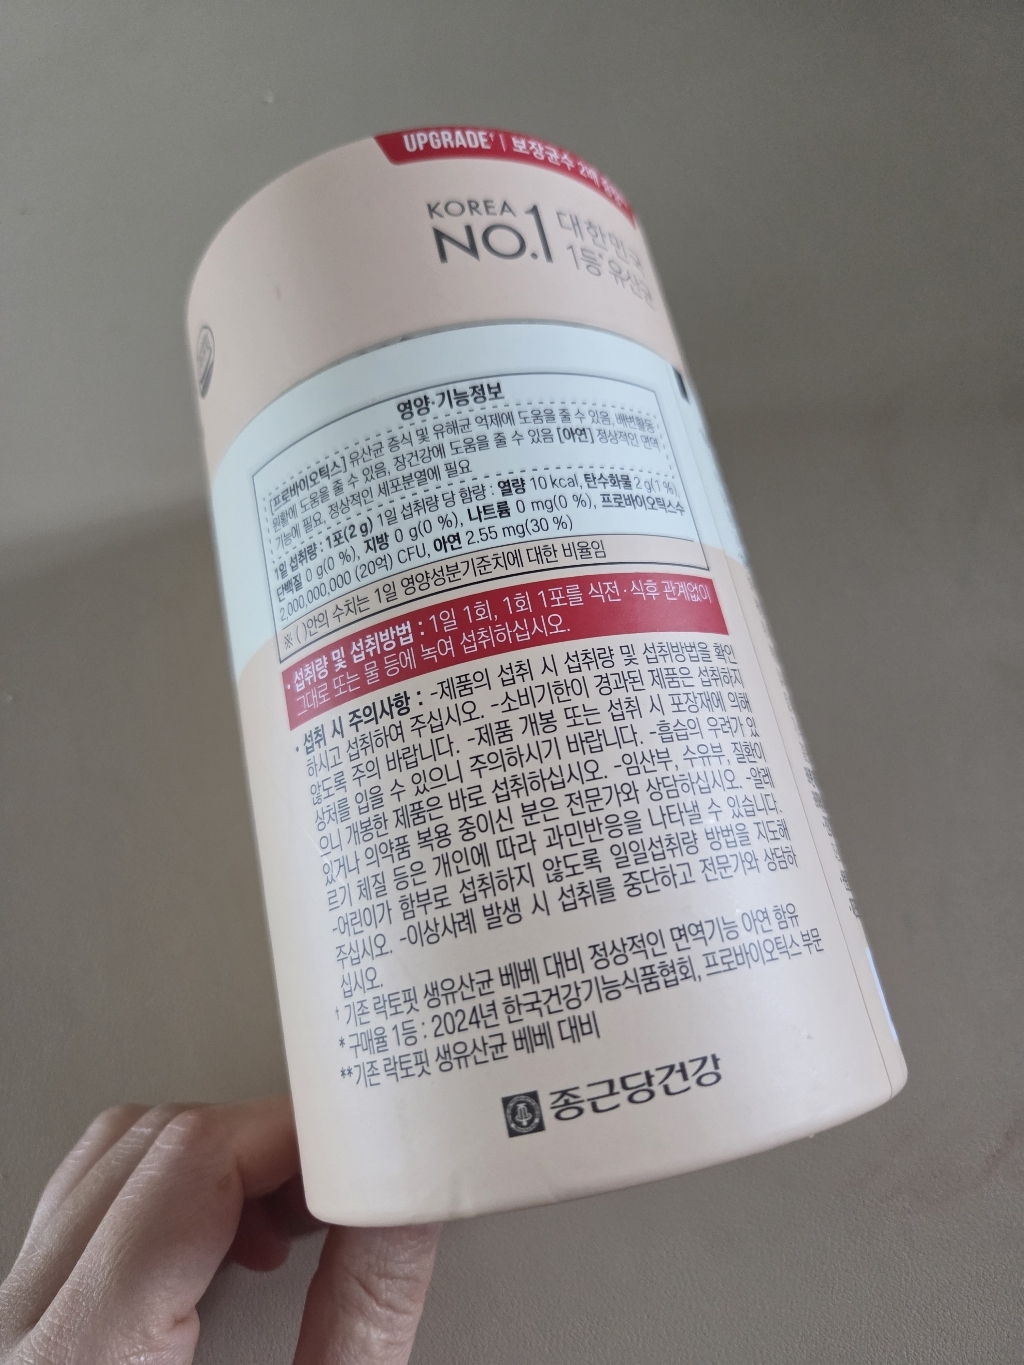 UPGRADE† | 보장균수 2배
KOREA
NO.1
대한민국
1등* 유산균
영양·기능정보
[프로바이오틱스] 유산균 증식 및 유해균 억제에 도움을 줄 수 있음, 배변활동
원활에 도움을 줄 수 있음, 장건강에 도움을 줄 수 있음 [아연] 정상적인 면역
기능에 필요, 정상적인 세포분열에 필요
1일 섭취량 : 1포(2 g) 1일 섭취량 당 함량 : 열량 10 kcal, 탄수화물 2 g(1 %),
단백질 0 g(0 %), 지방 0 g(0 %), 나트륨 0 mg(0 %), 프로바이오틱스수
2,000,000,000 (20억) CFU, 아연 2.55 mg(30 %)
※ ( )안의 수치는 1일 영양성분기준치에 대한 비율임
· 섭취량 및 섭취방법 : 1일 1회, 1회 1포를 식전·식후 관계없이
그대로 또는 물 등에 녹여 섭취하십시오.
· 섭취 시 주의사항 : -제품의 섭취 시 섭취량 및 섭취방법을 확인
하시고 섭취하여 주십시오. -소비기한이 경과된 제품은 섭취하지
않도록 주의 바랍니다. -제품 개봉 또는 섭취 시 포장재에 의해
상처를 입을 수 있으니 주의하시기 바랍니다. -흡습의 우려가 있
으니 개봉한 제품은 바로 섭취하십시오. -임산부, 수유부, 질환이
있거나 의약품 복용 중이신 분은 전문가와 상담하십시오. -알레
르기 체질 등은 개인에 따라 과민반응을 나타낼 수 있습니다.
-어린이가 함부로 섭취하지 않도록 일일섭취량 방법을 지도해
주십시오. -이상사례 발생 시 섭취를 중단하고 전문가와 상담하
십시오.
† 기존 락토핏 생유산균 베베 대비 정상적인 면역기능 아연 함유
* 구매율 1등 : 2024년 한국건강기능식품협회, 프로바이오틱스 부문
**기존 락토핏 생유산균 베베 대비
종근당건강